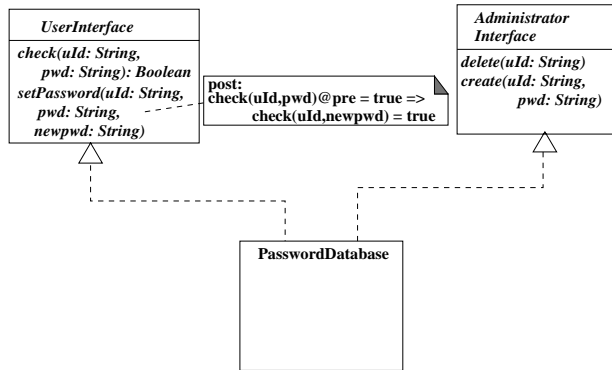 UserInterface
check(uId: String,
pwd: String): Boolean
setPassword(uId: String,
pwd: String,
newpwd: String)
post:
check(uId,pwd)@pre = true =>
check(uId,newpwd) = true
Administrator
Interface
delete(uId: String)
create(uId: String,
pwd: String)
PasswordDatabase